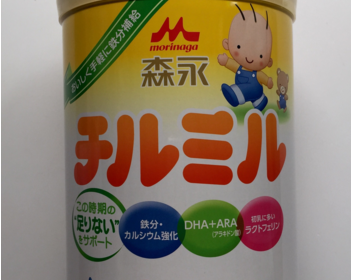 おいしく手軽に鉄分補給
morinaga
森永
チルミル
この時期の
"足りない"
をサポート
鉄分・
カルシウム強化
DHA+ARA
(アラキドン酸)
初乳に多い
ラクトフェリン